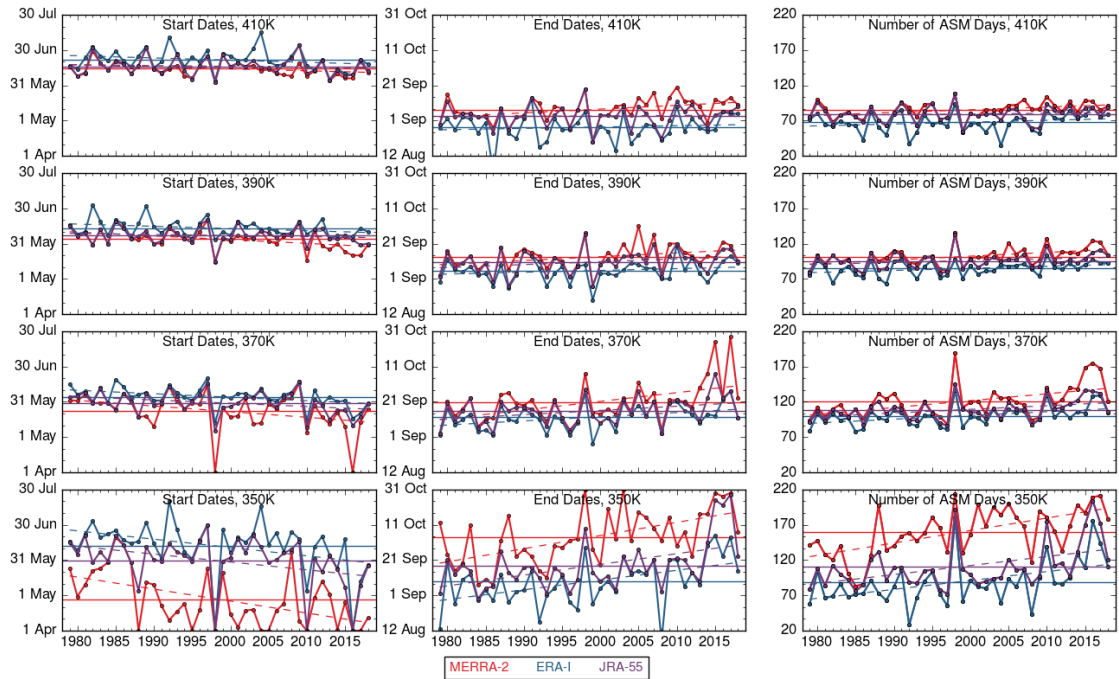 Start Dates, 410K
30 Jul
30 Jun
31 May
1 May
1 Apr
End Dates, 410K
31 Oct
11 Oct
21 Sep
1 Sep
12 Aug
Number of ASM Days, 410K
220
170
120
70
20
Start Dates, 390K
30 Jul
30 Jun
31 May
1 May
1 Apr
End Dates, 390K
31 Oct
11 Oct
21 Sep
1 Sep
12 Aug
Number of ASM Days, 390K
220
170
120
70
20
Start Dates, 370K
30 Jul
30 Jun
31 May
1 May
1 Apr
End Dates, 370K
31 Oct
11 Oct
21 Sep
1 Sep
12 Aug
Number of ASM Days, 370K
220
170
120
70
20
Start Dates, 350K
30 Jul
30 Jun
31 May
1 May
1 Apr
1980 1985 1990 1995 2000 2005 2010 2015
End Dates, 350K
31 Oct
11 Oct
21 Sep
1 Sep
12 Aug
1980 1985 1990 1995 2000 2005 2010 2015
Number of ASM Days, 350K
220
170
120
70
20
1980 1985 1990 1995 2000 2005 2010 2015
MERRA-2 ERA-I JRA-55